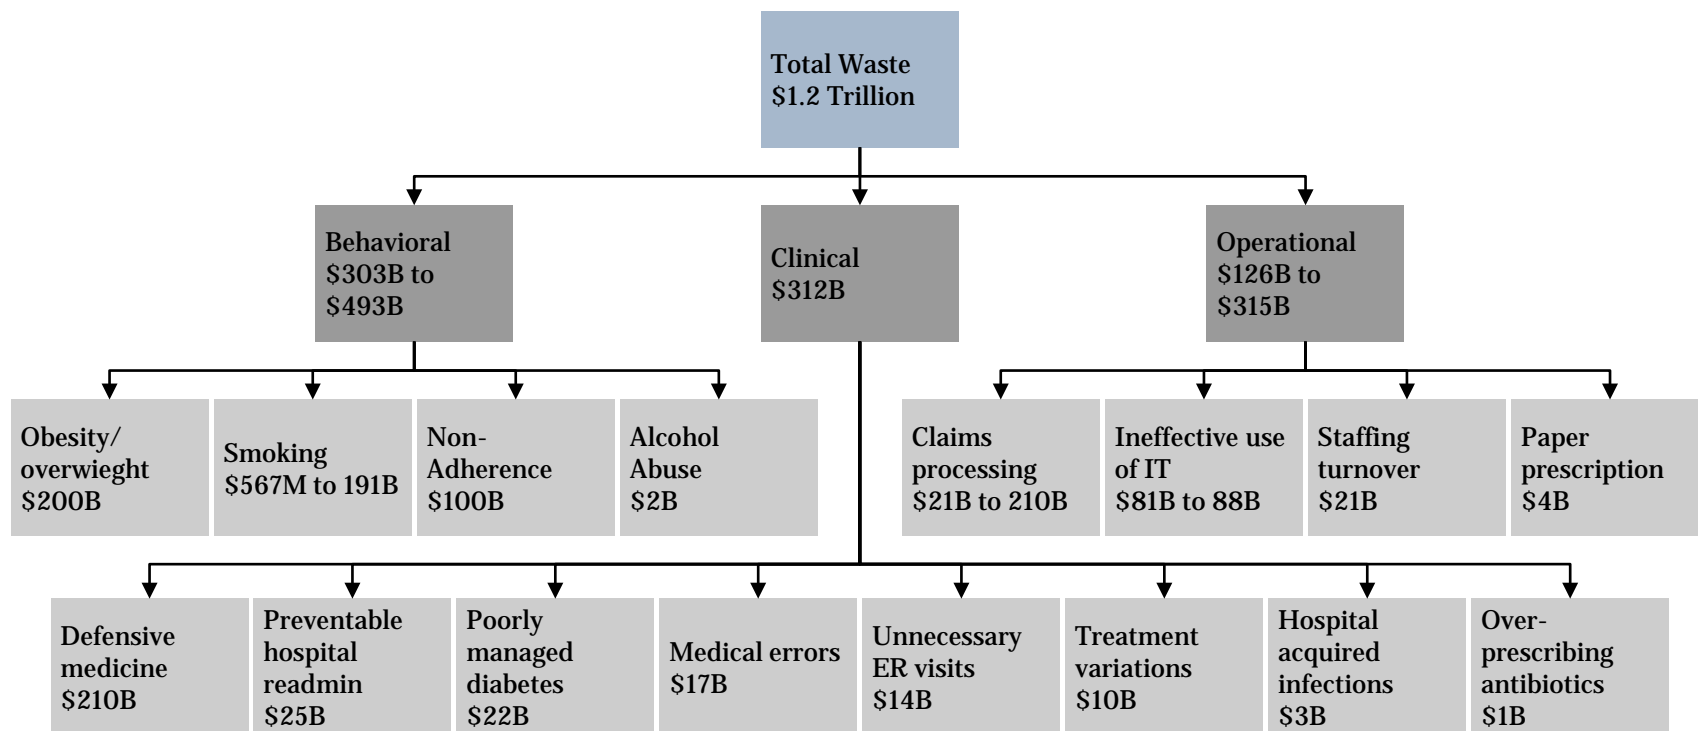 Total Waste
$1.2 Trillion
Behavioral
$303B to
$493B
Clinical
$312B
Operational
$126B to
$315B
Obesity/
overwieght
$200B
Smoking
$567M to 191B
Non-
Adherence
$100B
Alcohol
Abuse
$2B
Claims
processing
$21B to 210B
Ineffective use
of IT
$81B to 88B
Staffing
turnover
$21B
Paper
prescription
$4B
Defensive
medicine
$210B
Preventable
hospital
readmin
$25B
Poorly
managed
diabetes
$22B
Medical errors
$17B
Unnecessary
ER visits
$14B
Treatment
variations
$10B
Hospital
acquired
infections
$3B
Over-
prescribing
antibiotics
$1B